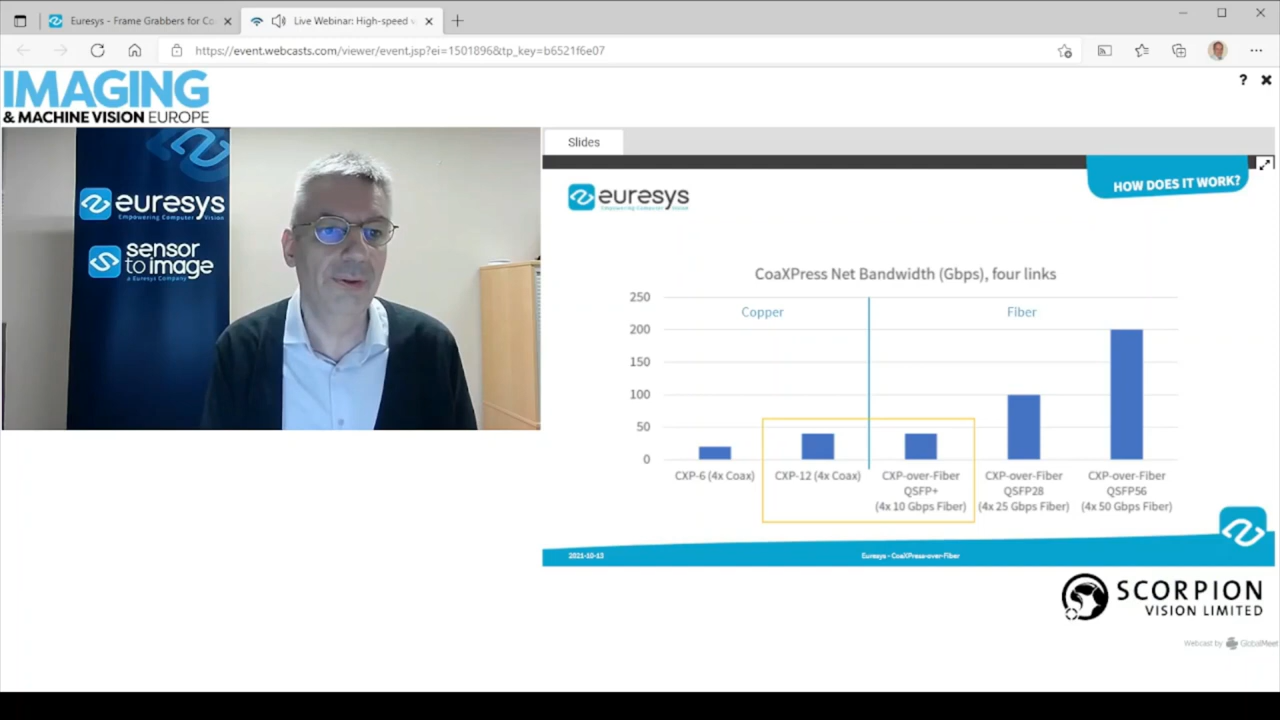 Euresys - Frame Grabbers for Co
Live Webinar: High-speed v
https://event.webcasts.com/viewer/event.jsp?ei=1501896&tp_key=b6521f6e07
IMAGING
& MACHINE VISION EUROPE
?
euresys
Empowering Computer Vision
sensor
to image
a Euresys Company
Slides
HOW DOES IT WORK?
euresys
Empowering Computer Vision
CoaXPress Net Bandwidth (Gbps), four links
250
200
150
100
50
0
Copper
Fiber
CXP-6 (4x Coax)
CXP-12 (4x Coax)
CXP-over-Fiber
QSFP+
(4x 10 Gbps Fiber)
CXP-over-Fiber
QSFP28
(4x 25 Gbps Fiber)
CXP-over-Fiber
QSFP56
(4x 50 Gbps Fiber)
2021-10-13
Euresys - CoaXPress-over-Fiber
SCORPION
VISION LIMITED
Webcast by GlobalMeet